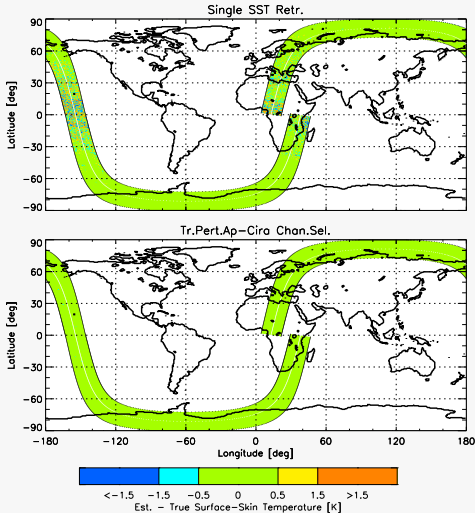 Single SST Retr.
90
60
30
0
−30
−60
−90
Latitude [deg]
Tr.Pert.Ap−Cira Chan.Sel.
90
60
30
0
−30
−60
−90
Latitude [deg]
−180 −120 −60 0 60 120 180
Longitude [deg]
<−1.5 −1.5 −0.5 0 0.5 1.5 >1.5
Est. − True Surface−Skin Temperature [K]